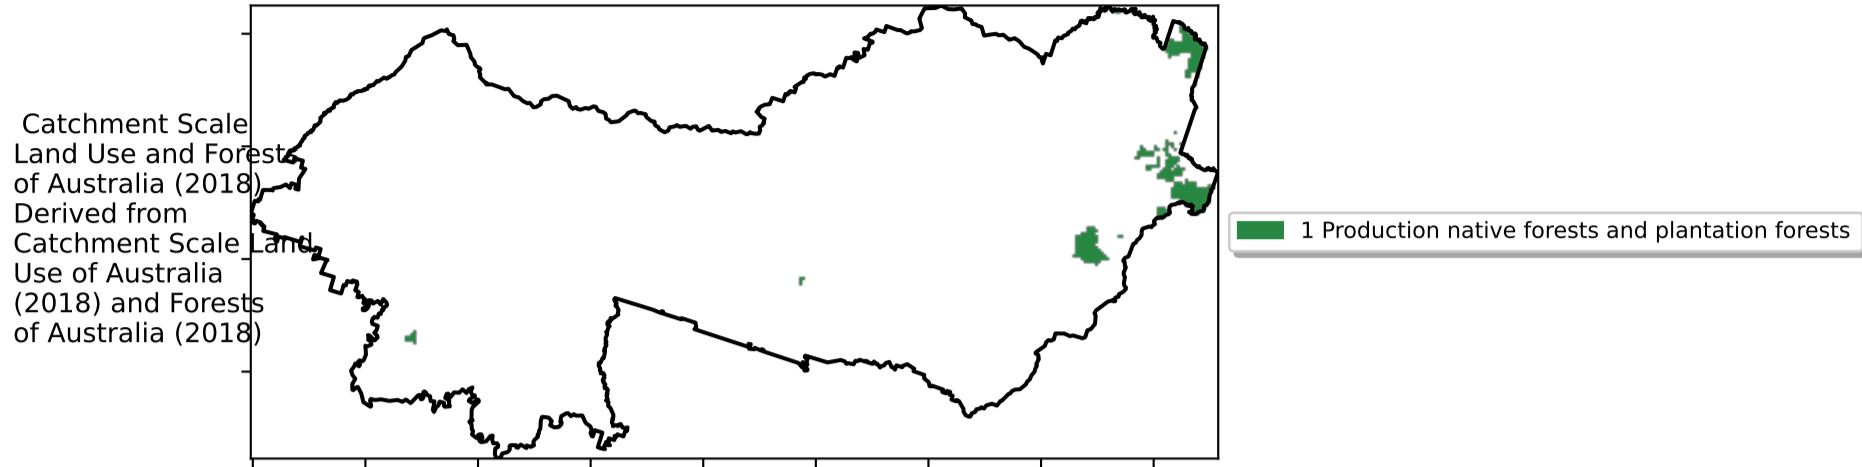 Catchment Scale
Land Use and Forests
of Australia (2018)
Derived from
Catchment Scale Land
Use of Australia
(2018) and Forests
of Australia (2018)
1 Production native forests and plantation forests